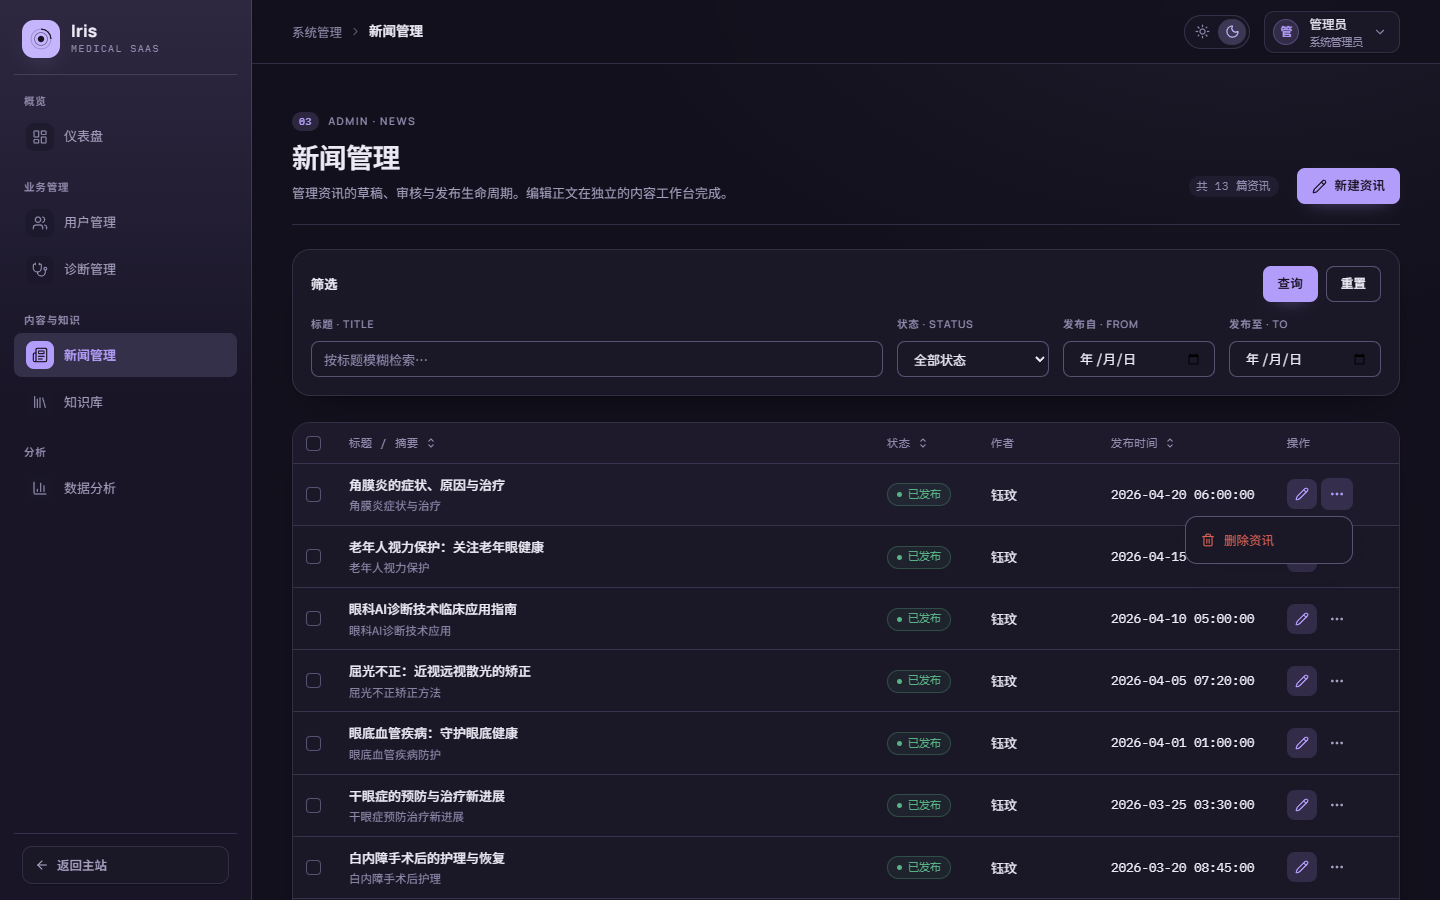 Iris
MEDICAL SAAS
概览
仪表盘
业务管理
用户管理
诊断管理
内容与知识
新闻管理
知识库
分析
数据分析
返回主站
系统管理 > 新闻管理
管
管理员
系统管理员
03 ADMIN · NEWS
新闻管理
管理资讯的草稿、审核与发布生命周期。编辑正文在独立的内容工作台完成。
共 13 篇资讯
新建资讯
筛选
查询 重置
标题 · TITLE 状态 · STATUS 发布自 · FROM 发布至 · TO
按标题模糊检索… 全部状态 年 /月/日 年 /月/日
标题 / 摘要 状态 作者 发布时间 操作
角膜炎的症状、原因与治疗
角膜炎症状与治疗
已发布 钰玟 2026-04-20 06:00:00
删除资讯
老年人视力保护：关注老年眼健康
老年人视力保护
已发布 钰玟 2026-04-15
眼科AI诊断技术临床应用指南
眼科AI诊断技术应用
已发布 钰玟 2026-04-10 05:00:00
屈光不正：近视远视散光的矫正
屈光不正矫正方法
已发布 钰玟 2026-04-05 07:20:00
眼底血管疾病：守护眼底健康
眼底血管疾病防护
已发布 钰玟 2026-04-01 01:00:00
干眼症的预防与治疗新进展
干眼症预防治疗新进展
已发布 钰玟 2026-03-25 03:30:00
白内障手术后的护理与恢复
白内障手术后护理
已发布 钰玟 2026-03-20 08:45:00